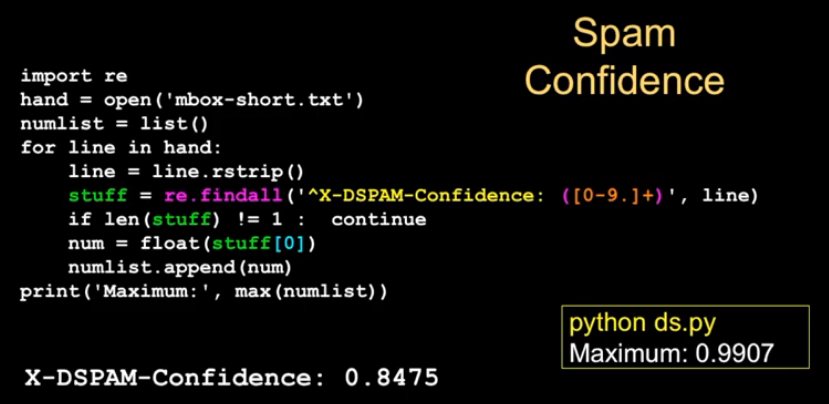 Spam
Confidence
import re
hand = open('mbox-short.txt')
numlist = list()
for line in hand:
    line = line.rstrip()
    stuff = re.findall('^X-DSPAM-Confidence: ([0-9.]+)', line)
    if len(stuff) != 1 :  continue
    num = float(stuff[0])
    numlist.append(num)
print('Maximum:', max(numlist))
python ds.py
Maximum: 0.9907
X-DSPAM-Confidence: 0.8475